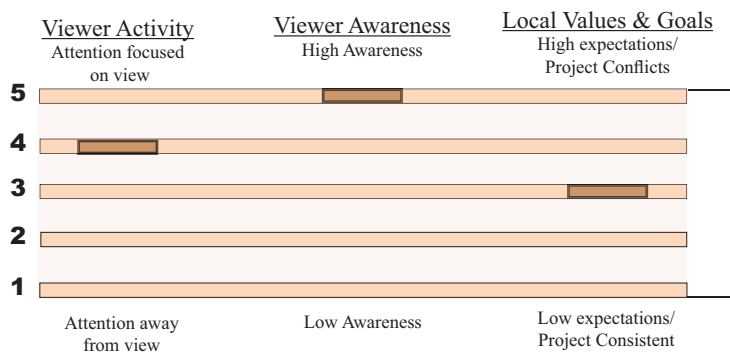 Viewer Activity
Attention focused
on view
Viewer Awareness
High Awareness
Local Values & Goals
High expectations/
Project Conflicts
5
4
3
2
1
Attention away
from view
Low Awareness
Low expectations/
Project Consistent